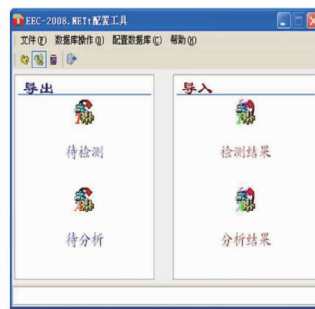 EEC-2008.NETt配置工具
文件(F) 数据库操作(D) 配置数据库(C) 帮助(H)
导出
待检测
待分析
导入
检测结果
分析结果